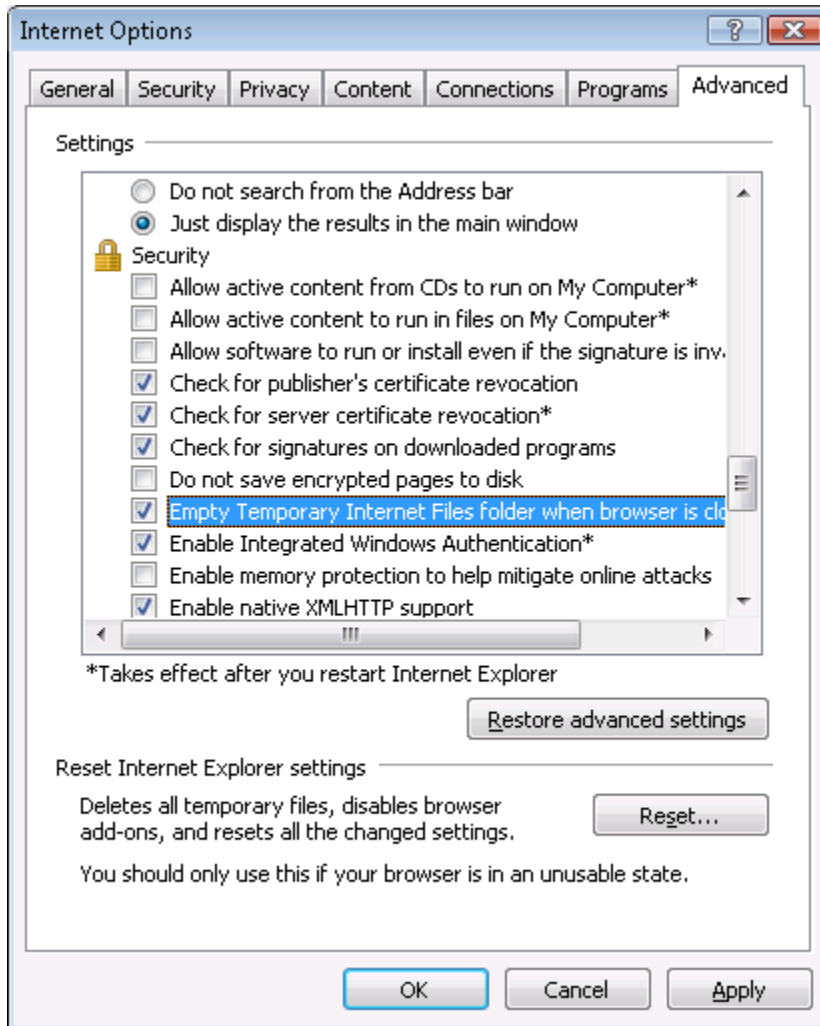 Internet Options
General Security Privacy Content Connections Programs Advanced
Settings
Do not search from the Address bar
Just display the results in the main window
Security
Allow active content from CDs to run on My Computer*
Allow active content to run in files on My Computer*
Allow software to run or install even if the signature is
Check for publisher's certificate revocation
Check for server certificate revocation*
Check for signatures on downloaded programs
Do not save encrypted pages to disk
Empty Temporary Internet Files folder when browser is
Enable Integrated Windows Authentication*
Enable memory protection to help mitigate online attacks
Enable native XMLHTTP support
*Takes effect after you restart Internet Explorer
Restore advanced settings
Reset Internet Explorer settings
Deletes all temporary files, disables browser
add-ons, and resets all the changed settings.
Reset...
You should only use this if your browser is in an unusable state.
OK Cancel Apply